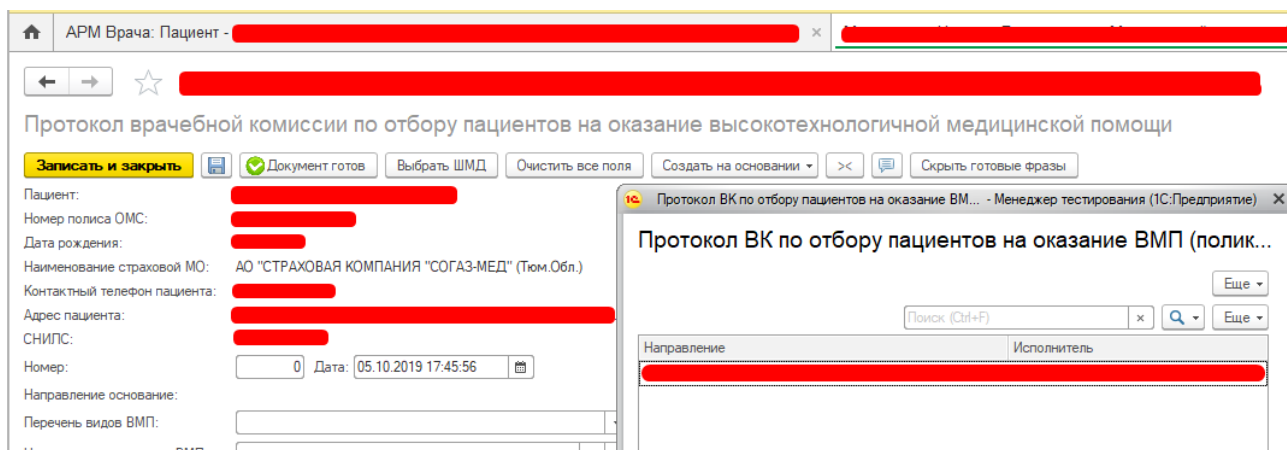 АРМ Врача: Пациент -
Протокол врачебной комиссии по отбору пациентов на оказание высокотехнологичной медицинской помощи
Записать и закрыть Документ готов Выбрать ШМД Очистить все поля Создать на основании Скрыть готовые фразы
Пациент:
Номер полиса ОМС:
Дата рождения:
Наименование страховой МО: АО "СТРАХОВАЯ КОМПАНИЯ "СОГАЗ-МЕД" (Тюм.Обл.)
Контактный телефон пациента:
Адрес пациента:
СНИЛС:
Номер: 0 Дата: 05.10.2019 17:45:56
Направление основание:
Перечень видов ВМП:
1С Протокол ВК по отбору пациентов на оказание ВМ... - Менеджер тестирования (1С:Предприятие)
Протокол ВК по отбору пациентов на оказание ВМП (полик...
Еще
Поиск (Ctrl+F) Еще
Направление Исполнитель